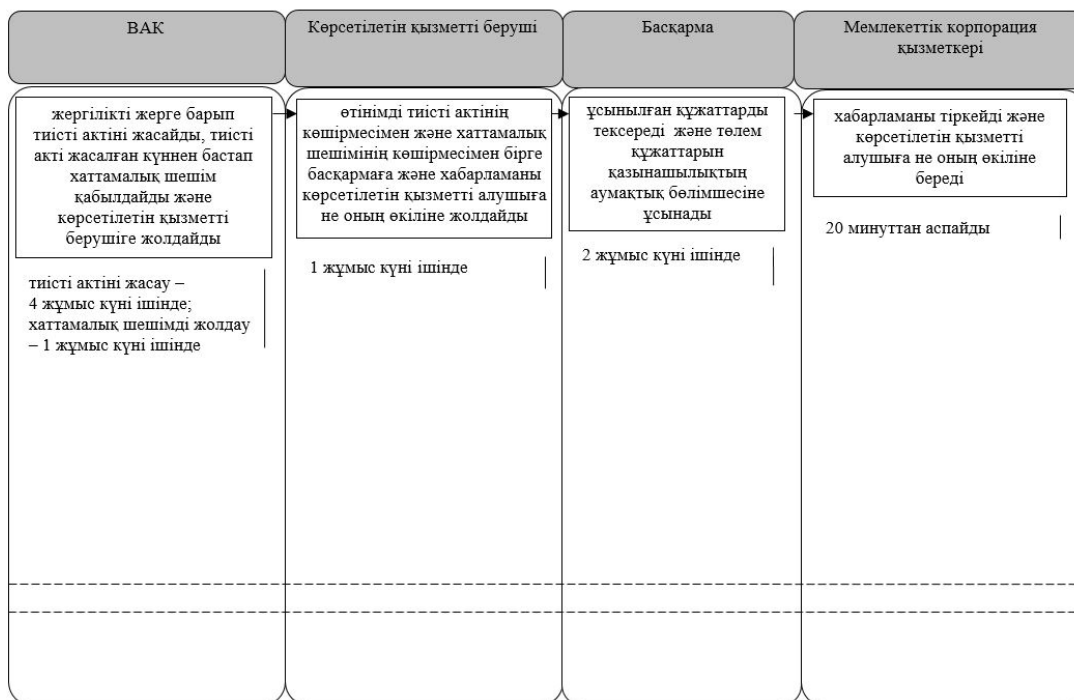 ВАК
Көрсетілетін қызметті беруші
Басқарма
Мемлекеттік корпорация
қызметкері
жергілікті жерге барып
тиісті актіні жасайды, тиісті
акті жасалған күннен бастап
хаттамалық шешім
қабылдайды және
көрсетілетін қызметті
берушіге жолдайды
тиісті актіні жасау –
4 жұмыс күні ішінде;
хаттамалық шешімді жолдау
– 1 жұмыс күні ішінде
өтінімді тиісті актінің
көшірмесімен және хаттамалық
шешімінің көшірмесімен бірге
басқармаға және хабарламаны
көрсетілетін қызметті алушыға
не оның өкіліне жолдайды
1 жұмыс күні ішінде
ұсынылған құжаттарды
тексереді және төлем
құжаттарын
қазынашылықтың
аумақтық бөлімшесіне
ұсынады
2 жұмыс күні ішінде
хабарламаны тіркейді және
көрсетілетін қызметті
алушыға не оның өкіліне
береді
20 минуттан аспайды